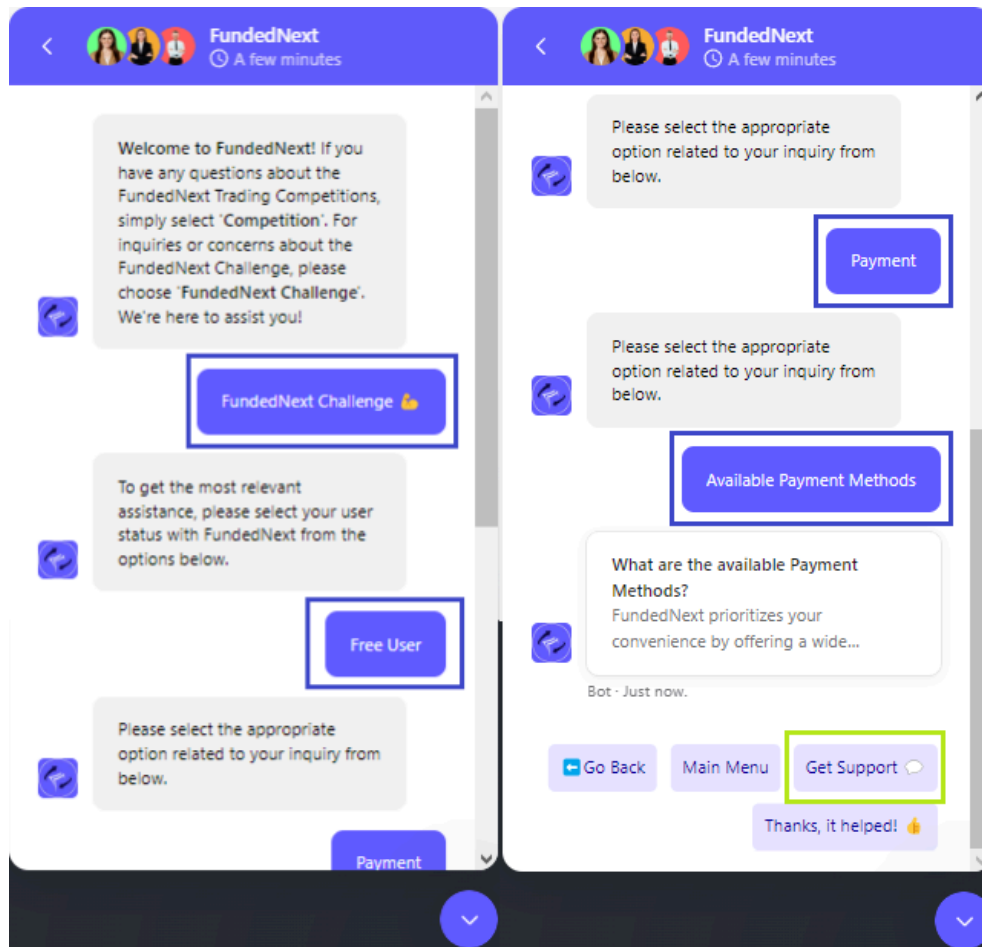 FundedNext
A few minutes
Welcome to FundedNext! If you
have any questions about the
FundedNext Trading Competitions,
simply select 'Competition'. For
inquiries or concerns about the
FundedNext Challenge, please
choose 'FundedNext Challenge'.
We're here to assist you!
FundedNext Challenge 💪
To get the most relevant
assistance, please select your user
status with FundedNext from the
options below.
Free User
Please select the appropriate
option related to your inquiry from
below.
Payment
FundedNext
A few minutes
Please select the appropriate
option related to your inquiry from
below.
Payment
Please select the appropriate
option related to your inquiry from
below.
Available Payment Methods
What are the available Payment
Methods?
FundedNext prioritizes your
convenience by offering a wide...
Bot · Just now.
⬅️Go Back Main Menu Get Support 💬
Thanks, it helped! 👍